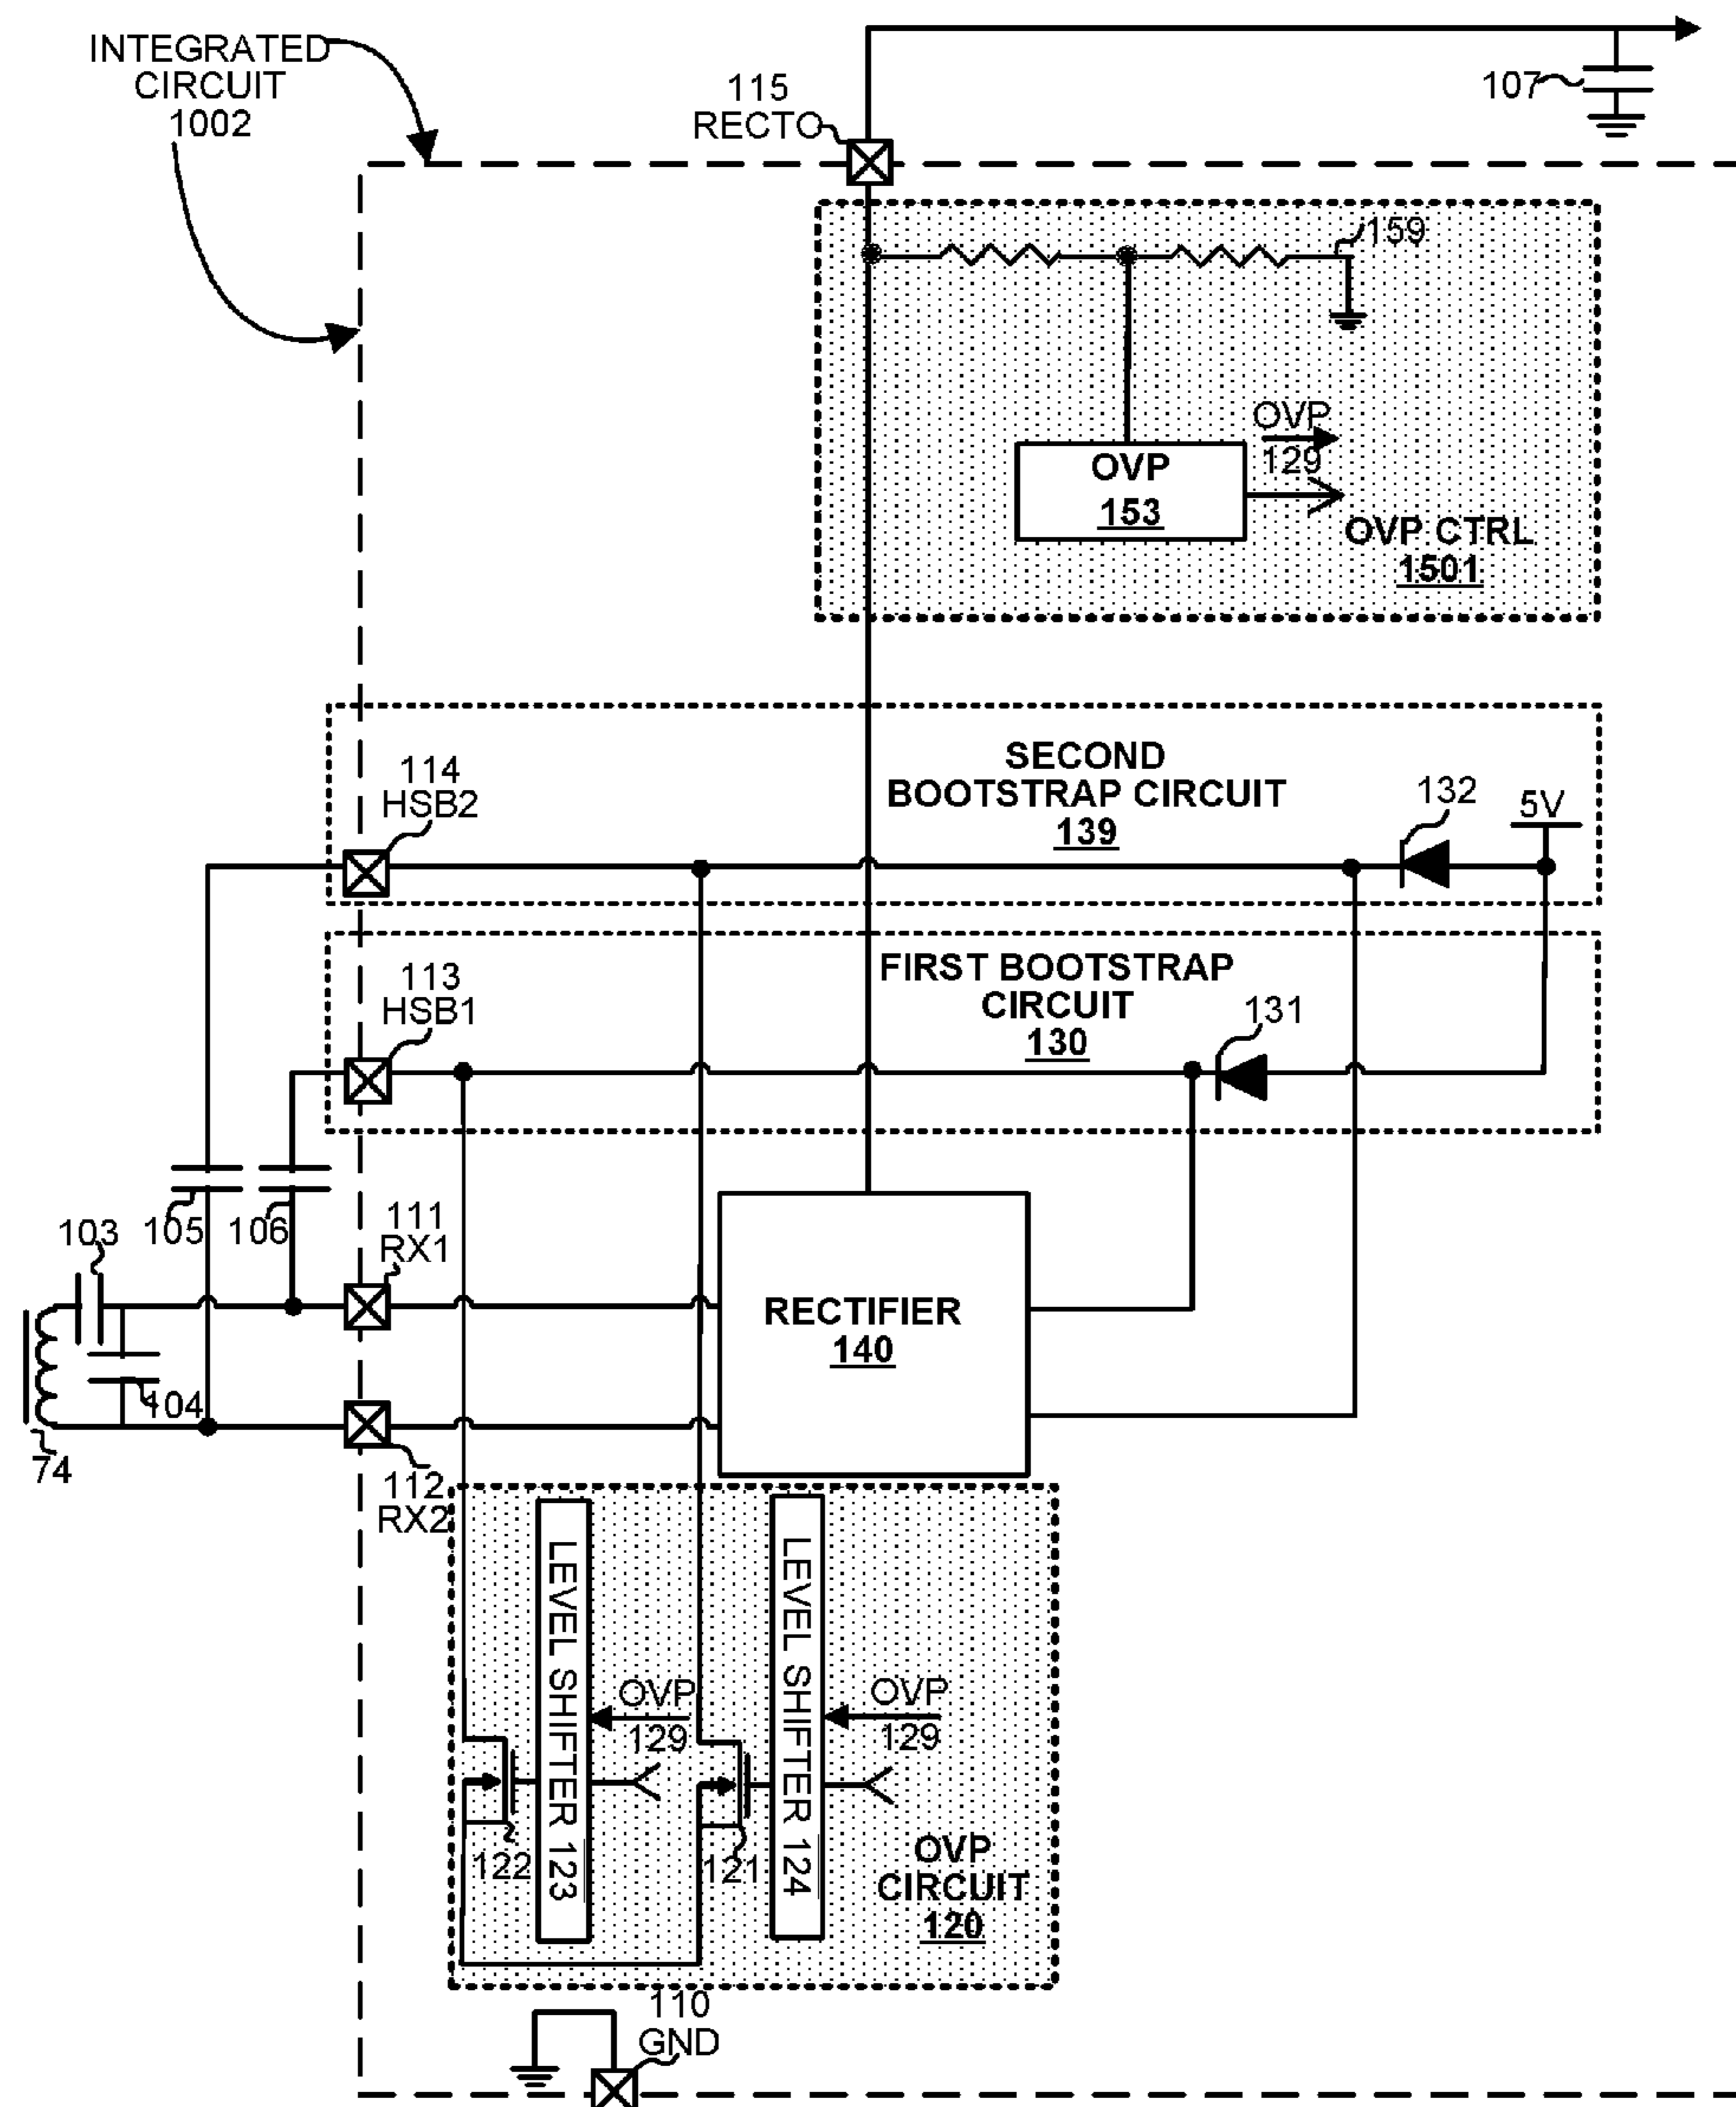 INTEGRATED
CIRCUIT
1002
115
RECTO
107
159
OVP
129
OVP
153
OVP CTRL
1501
SECOND
BOOTSTRAP CIRCUIT
139
114
HSB2
132
5V
FIRST BOOTSTRAP
CIRCUIT
130
113
HSB1
131
103
105
106
111
RX1
RECTIFIER
140
104
74
112
RX2
LEVEL SHIFTER 123
LEVEL SHIFTER 124
OVP
129
OVP
129
122
121
OVP
CIRCUIT
120
110
GND